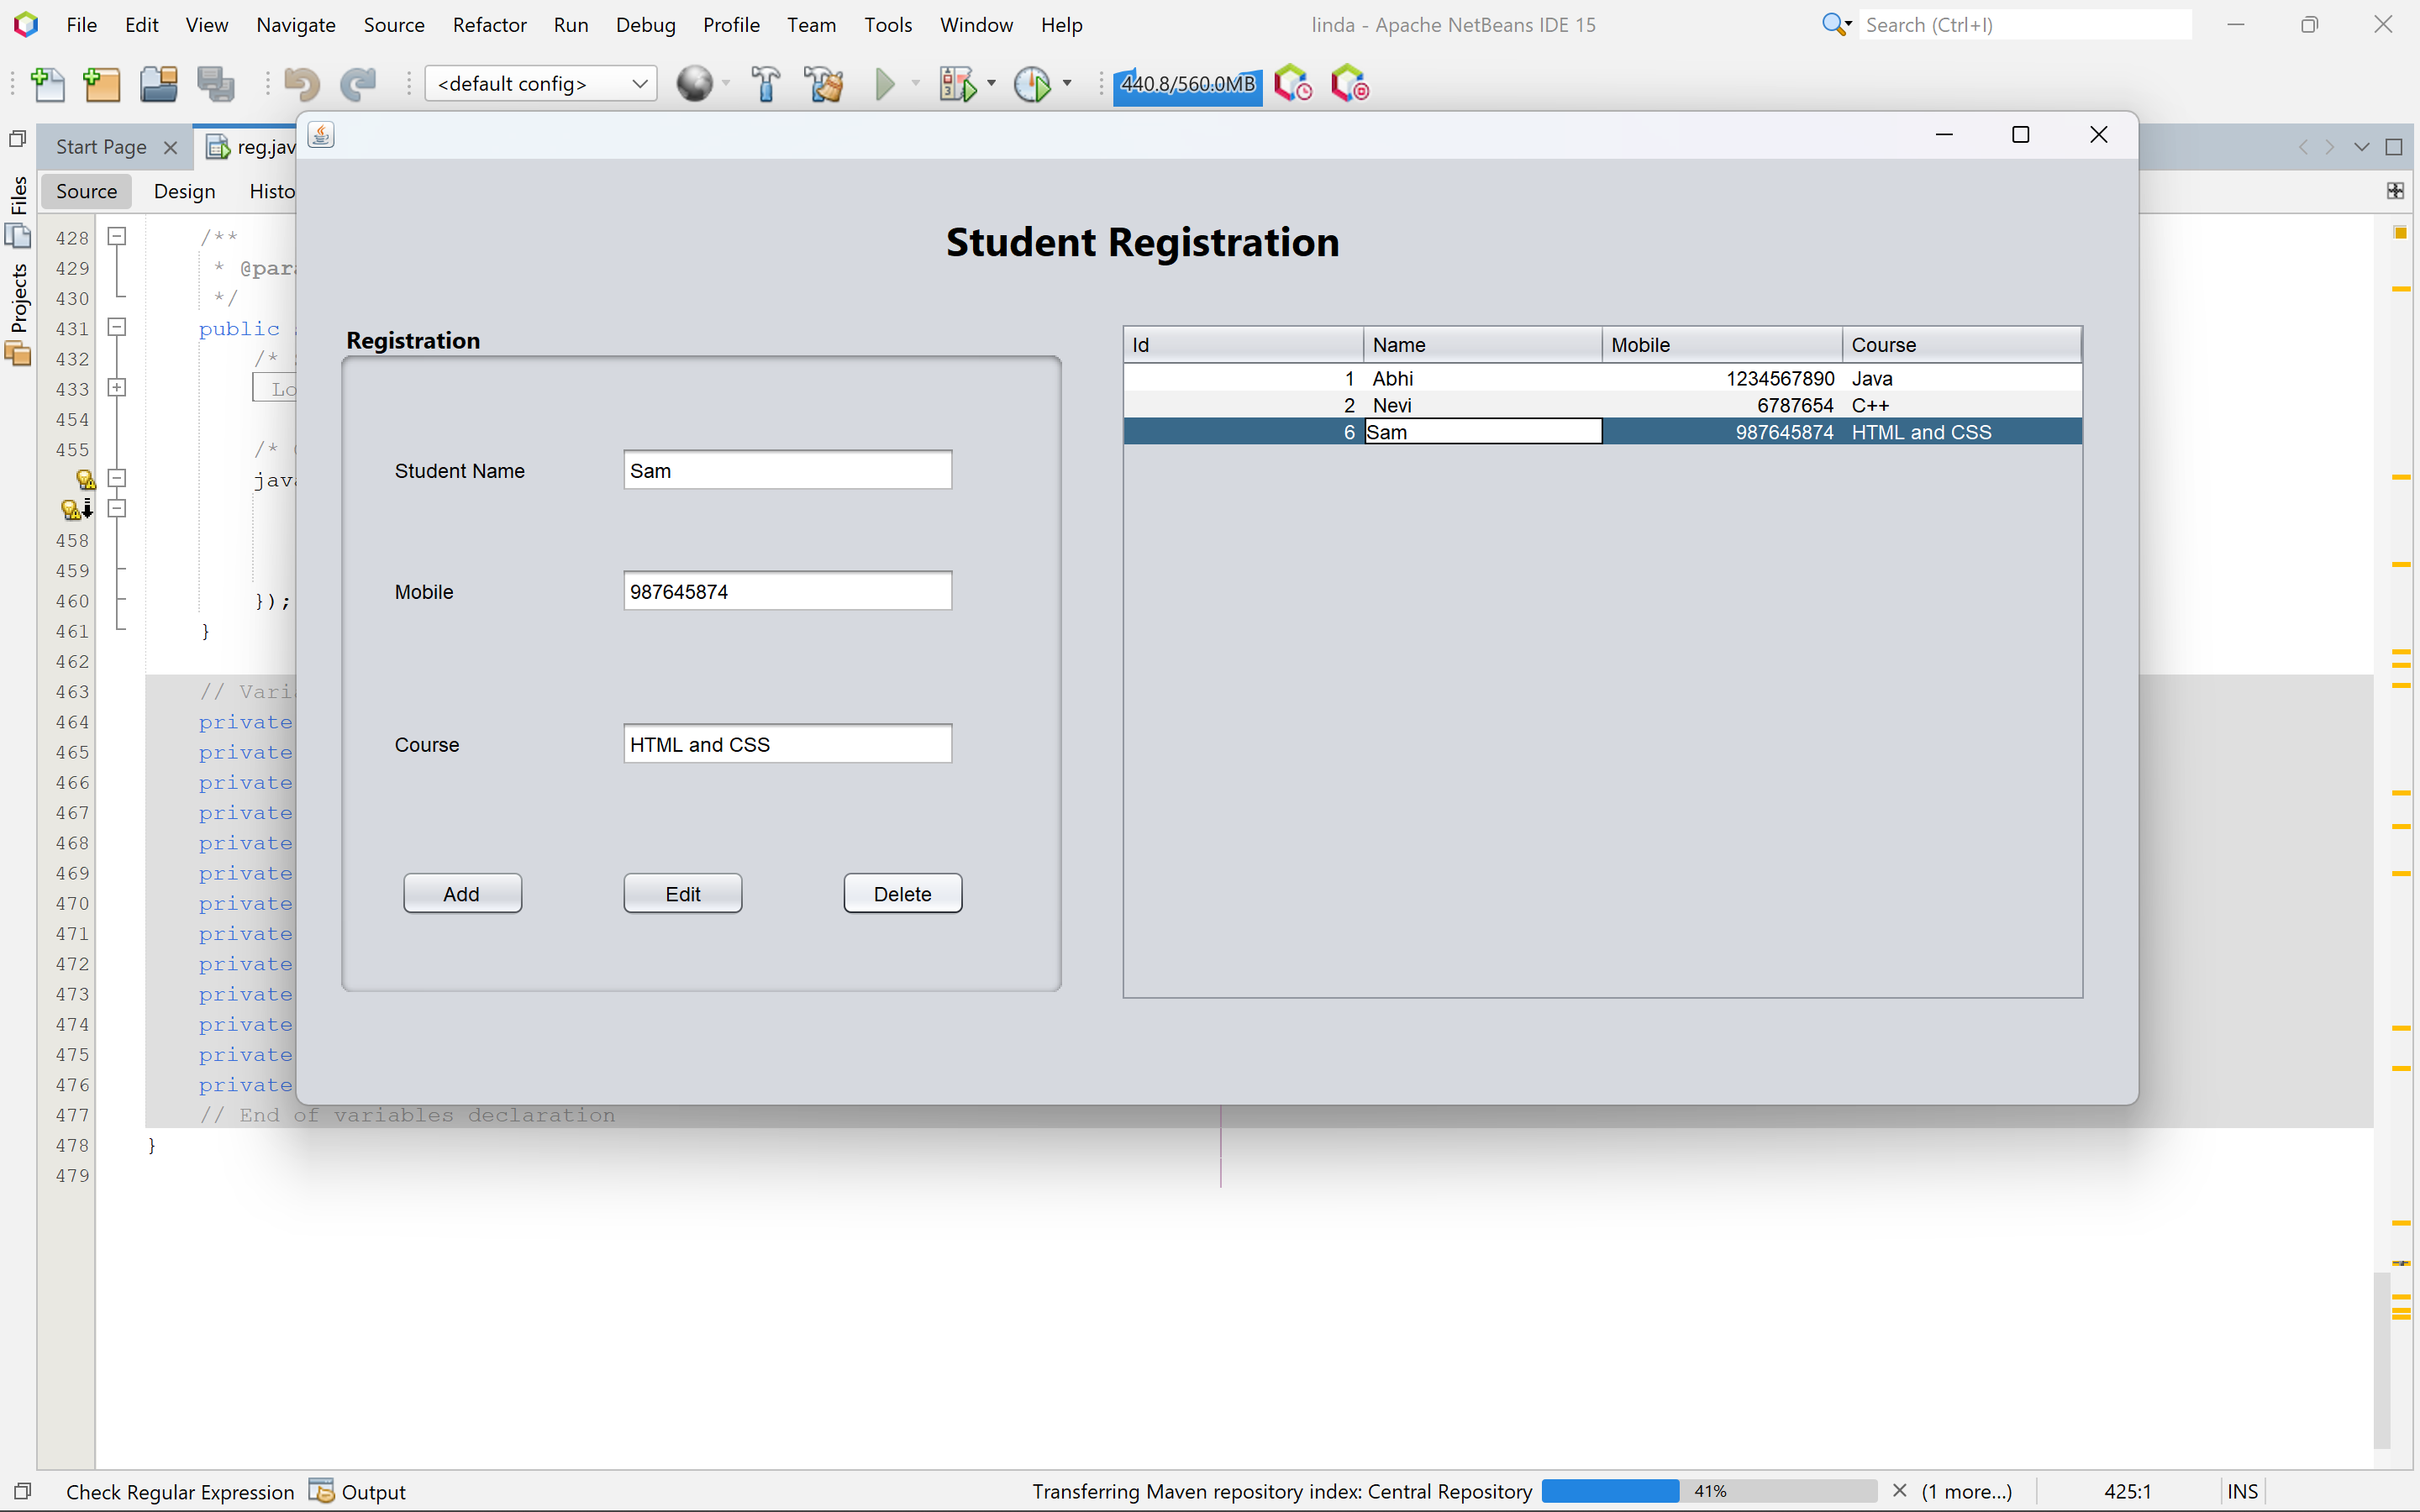 File Edit View Navigate Source Refactor Run Debug Profile Team Tools Window Help linda - Apache NetBeans IDE 15 Search (Ctrl+I)
<default config> 440.8/560.0MB
Start Page reg.jav
Source Design Histo
Files
Projects
Student Registration
Registration
Student Name Sam
Mobile 987645874
Course HTML and CSS
Add Edit Delete
Id Name Mobile Course
1 Abhi 1234567890 Java
2 Nevi 6787654 C++
6 Sam 987645874 HTML and CSS
428 /**
429 * @para
430 */
431 public
432 /*
433 Lo
454
455 /*
java
458
459
460 });
461 }
462
463 // Vari
464 private
465 private
466 private
467 private
468 private
469 private
470 private
471 private
472 private
473 private
474 private
475 private
476 private
477 // End of variables declaration
478 }
479
Check Regular Expression Output Transferring Maven repository index: Central Repository 41% (1 more...) 425:1 INS